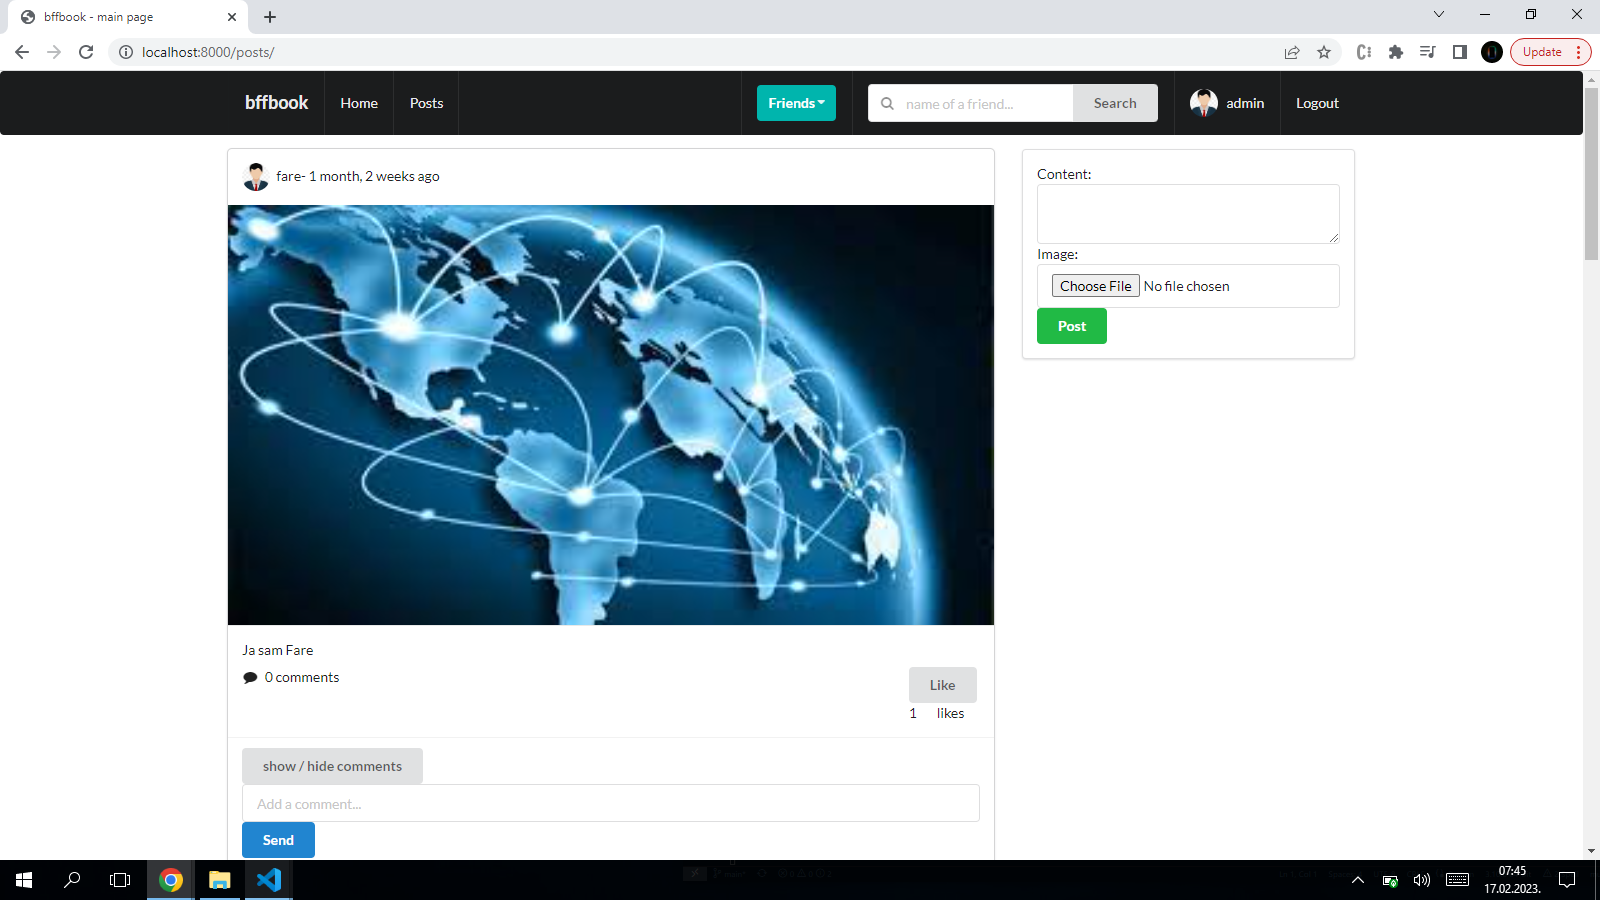 bffbook - main page
localhost:8000/posts/
Update
bffbook
Home
Posts
Friends
name of a friend...
Search
admin
Logout
fare- 1 month, 2 weeks ago
Content:
Image:
Choose File No file chosen
Post
Ja sam Fare
0 comments
Like
1 likes
show / hide comments
Add a comment...
Send
07:45
17.02.2023.